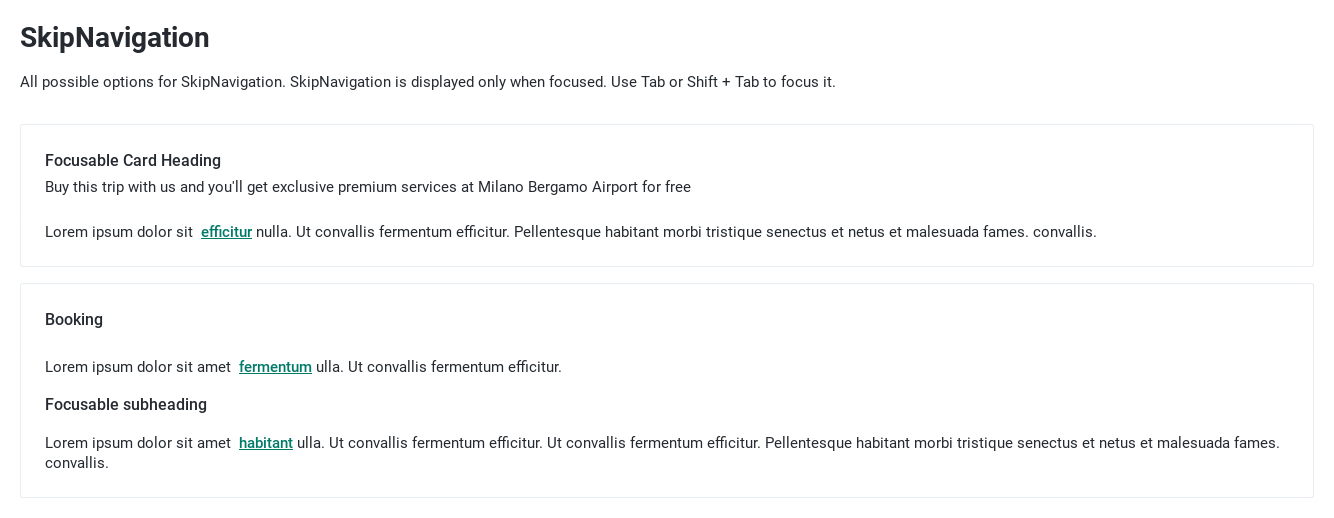 SkipNavigation
All possible options for SkipNavigation. SkipNavigation is displayed only when focused. Use Tab or Shift + Tab to focus it.
Focusable Card Heading
Buy this trip with us and you'll get exclusive premium services at Milano Bergamo Airport for free
Lorem ipsum dolor sit efficitur nulla. Ut convallis fermentum efficitur. Pellentesque habitant morbi tristique senectus et netus et malesuada fames. convallis.
Booking
Lorem ipsum dolor sit amet fermentum ulla. Ut convallis fermentum efficitur.
Focusable subheading
Lorem ipsum dolor sit amet habitant ulla. Ut convallis fermentum efficitur. Ut convallis fermentum efficitur. Pellentesque habitant morbi tristique senectus et netus et malesuada fames.
convallis.